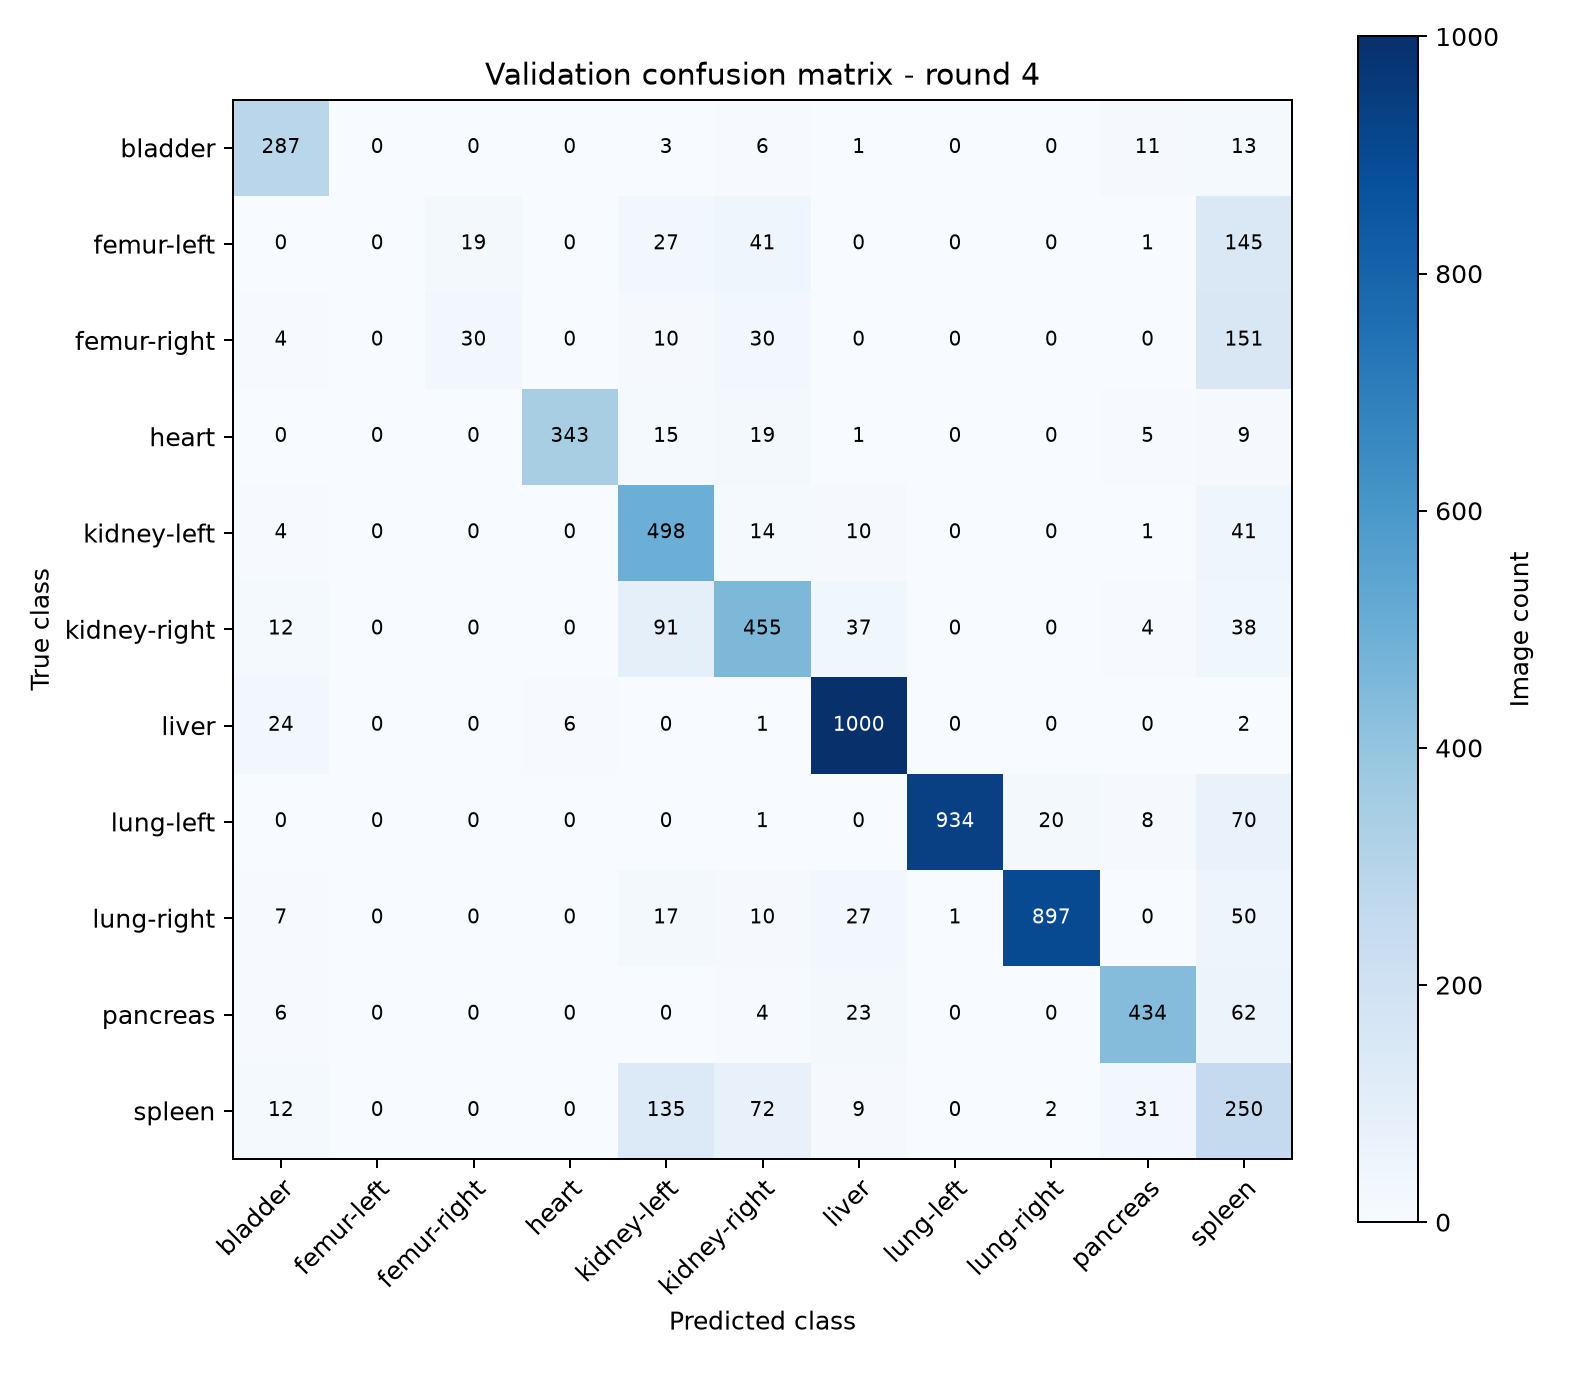 Validation confusion matrix - round 4
bladder 287 0 0 0 3 6 1 0 0 11 13
femur-left 0 0 19 0 27 41 0 0 0 1 145
femur-right 4 0 30 0 10 30 0 0 0 0 151
heart 0 0 0 343 15 19 1 0 0 5 9
kidney-left 4 0 0 0 498 14 10 0 0 1 41
kidney-right 12 0 0 0 91 455 37 0 0 4 38
liver 24 0 0 6 0 1 1000 0 0 0 2
lung-left 0 0 0 0 0 1 0 934 20 8 70
lung-right 7 0 0 0 17 10 27 1 897 0 50
pancreas 6 0 0 0 0 4 23 0 0 434 62
spleen 12 0 0 0 135 72 9 0 2 31 250
bladder femur-left femur-right heart kidney-left kidney-right liver lung-left lung-right pancreas spleen
Predicted class
True class
1000
800
600
400
200
0
Image count